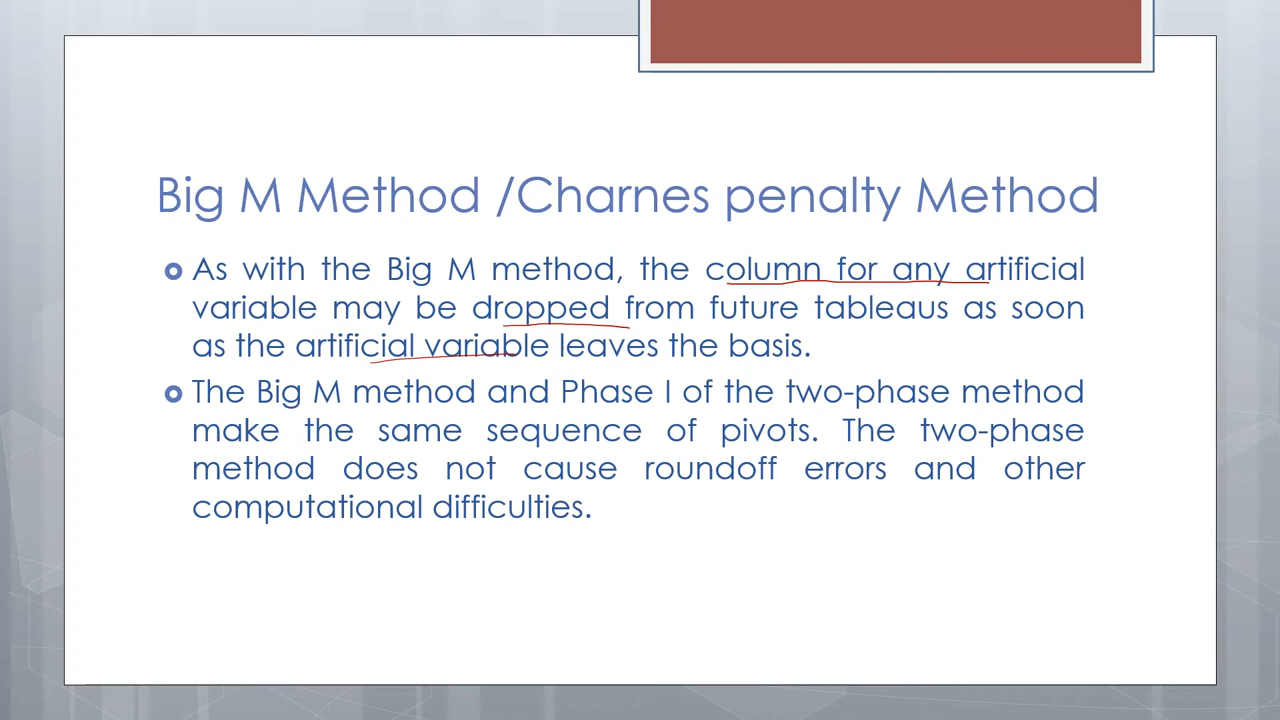 Big M Method /Charnes penalty Method
As with the Big M method, the column for any artificial
variable may be dropped from future tableaus as soon
as the artificial variable leaves the basis.
The Big M method and Phase I of the two-phase method
make the same sequence of pivots. The two-phase
method does not cause roundoff errors and other
computational difficulties.